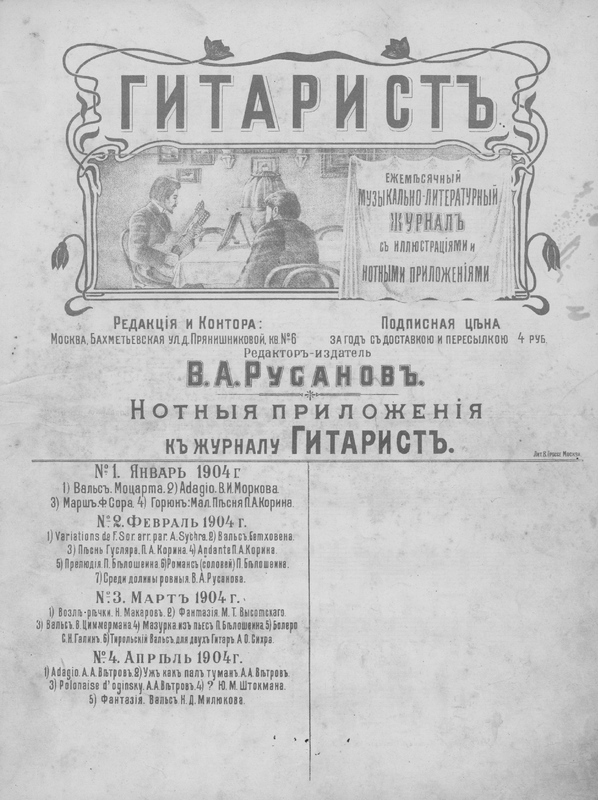 ГИТАРИСТЪ
ЕЖЕМѢСЯЧНЫЙ
МУЗЫКАЛЬНО-ЛИТЕРАТУРНЫЙ
ЖУРНАЛЪ
СЪ ИЛЛЮСТРАЦІЯМИ И
НОТНЫМИ ПРИЛОЖЕНІЯМИ
РЕДАКЦІЯ И КОНТОРА:
МОСКВА, БАХМЕТЬЕВСКАЯ УЛ. Д. ПРЯНИШНИКОВОЙ, КВ. №6
ПОДПИСНАЯ ЦѢНА
ЗА ГОДЪ СЪ ДОСТАВКОЮ И ПЕРЕСЫЛКОЮ 4 РУБ.
Редакторъ-издатель
В.А.РУСАНОВЪ.
НОТНЫЯ ПРИЛОЖЕНІЯ
КЪ ЖУРНАЛУ ГИТАРИСТЪ.
№1. ЯНВАРЬ 1904 Г
1) Вальсъ. Моцарта. 2) Adagio. В.И.Моркова.
3) Маршъ. Ф Сора. 4) Горюнъ: Мал. Пѣсня П.А.Корина.
№2. ФЕВРАЛЬ 1904 Г.
1) Variations de F. Sor. arr. par. A. Sychra. 2) Вальсъ Бетховена.
3) Пѣснь Гусляра. П. А. Корина. 4) Andante П. А. Корина.
5) Прелюдія П. Бѣлошеина. 6) Романсъ (соловей) П. Бѣлошеина.
7) Среди долины ровныя. В. А. Русанова.
№3. МАРТЪ 1904 Г.
1) Возлѣ-рѣчки. Н. Макаровъ. 2) Фантазія. М. Т. Высотскаго.
3) Вальсъ. В. Циммермана. 4) Мазурка. изъ пьесъ П. Бѣлошеина. 5) Болеро
С.Н. Галинъ. 6) Тирольскій Вальсъ, для двухъ Гитаръ А. О. Сихра.
№4. АПРѢЛЬ 1904 г.
1) Adagio. А. А. Вѣтровъ. 2) Ужъ какъ палъ туманъ. А.А. Вѣтровъ.
3) Polonaise d' oginsky. А.А. Вѣтровъ. 4) ? Ю. М. Штокмана.
5) Фантазія. Вальсъ Н. Д. Милюкова.